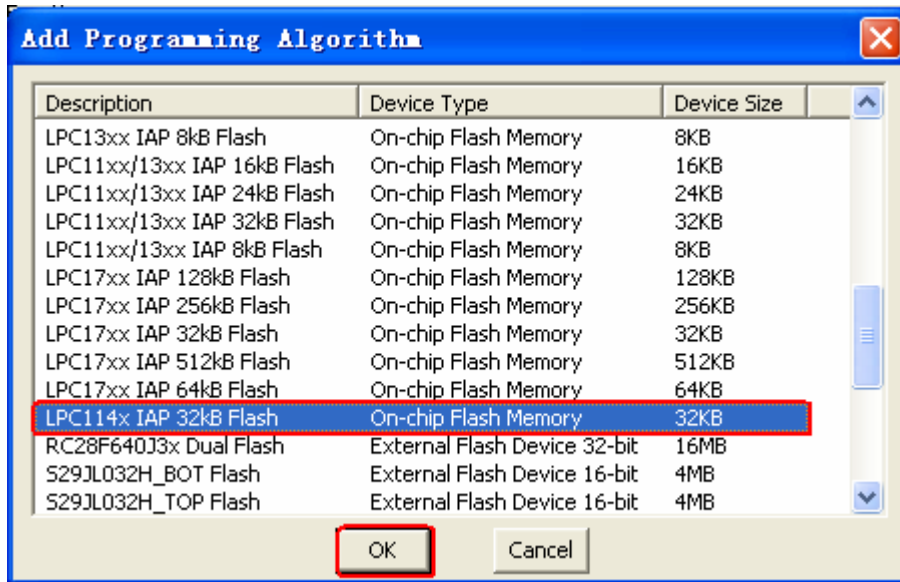 Add Programming Algorithm
Description Device Type Device Size
LPC13xx IAP 8kB Flash On-chip Flash Memory 8KB
LPC11xx/13xx IAP 16kB Flash On-chip Flash Memory 16KB
LPC11xx/13xx IAP 24kB Flash On-chip Flash Memory 24KB
LPC11xx/13xx IAP 32kB Flash On-chip Flash Memory 32KB
LPC11xx/13xx IAP 8kB Flash On-chip Flash Memory 8KB
LPC17xx IAP 128kB Flash On-chip Flash Memory 128KB
LPC17xx IAP 256kB Flash On-chip Flash Memory 256KB
LPC17xx IAP 32kB Flash On-chip Flash Memory 32KB
LPC17xx IAP 512kB Flash On-chip Flash Memory 512KB
LPC17xx IAP 64kB Flash On-chip Flash Memory 64KB
LPC114x IAP 32kB Flash On-chip Flash Memory 32KB
RC28F640J3x Dual Flash External Flash Device 32-bit 16MB
S29JL032H_BOT Flash External Flash Device 16-bit 4MB
S29JL032H_TOP Flash External Flash Device 16-bit 4MB
OK Cancel